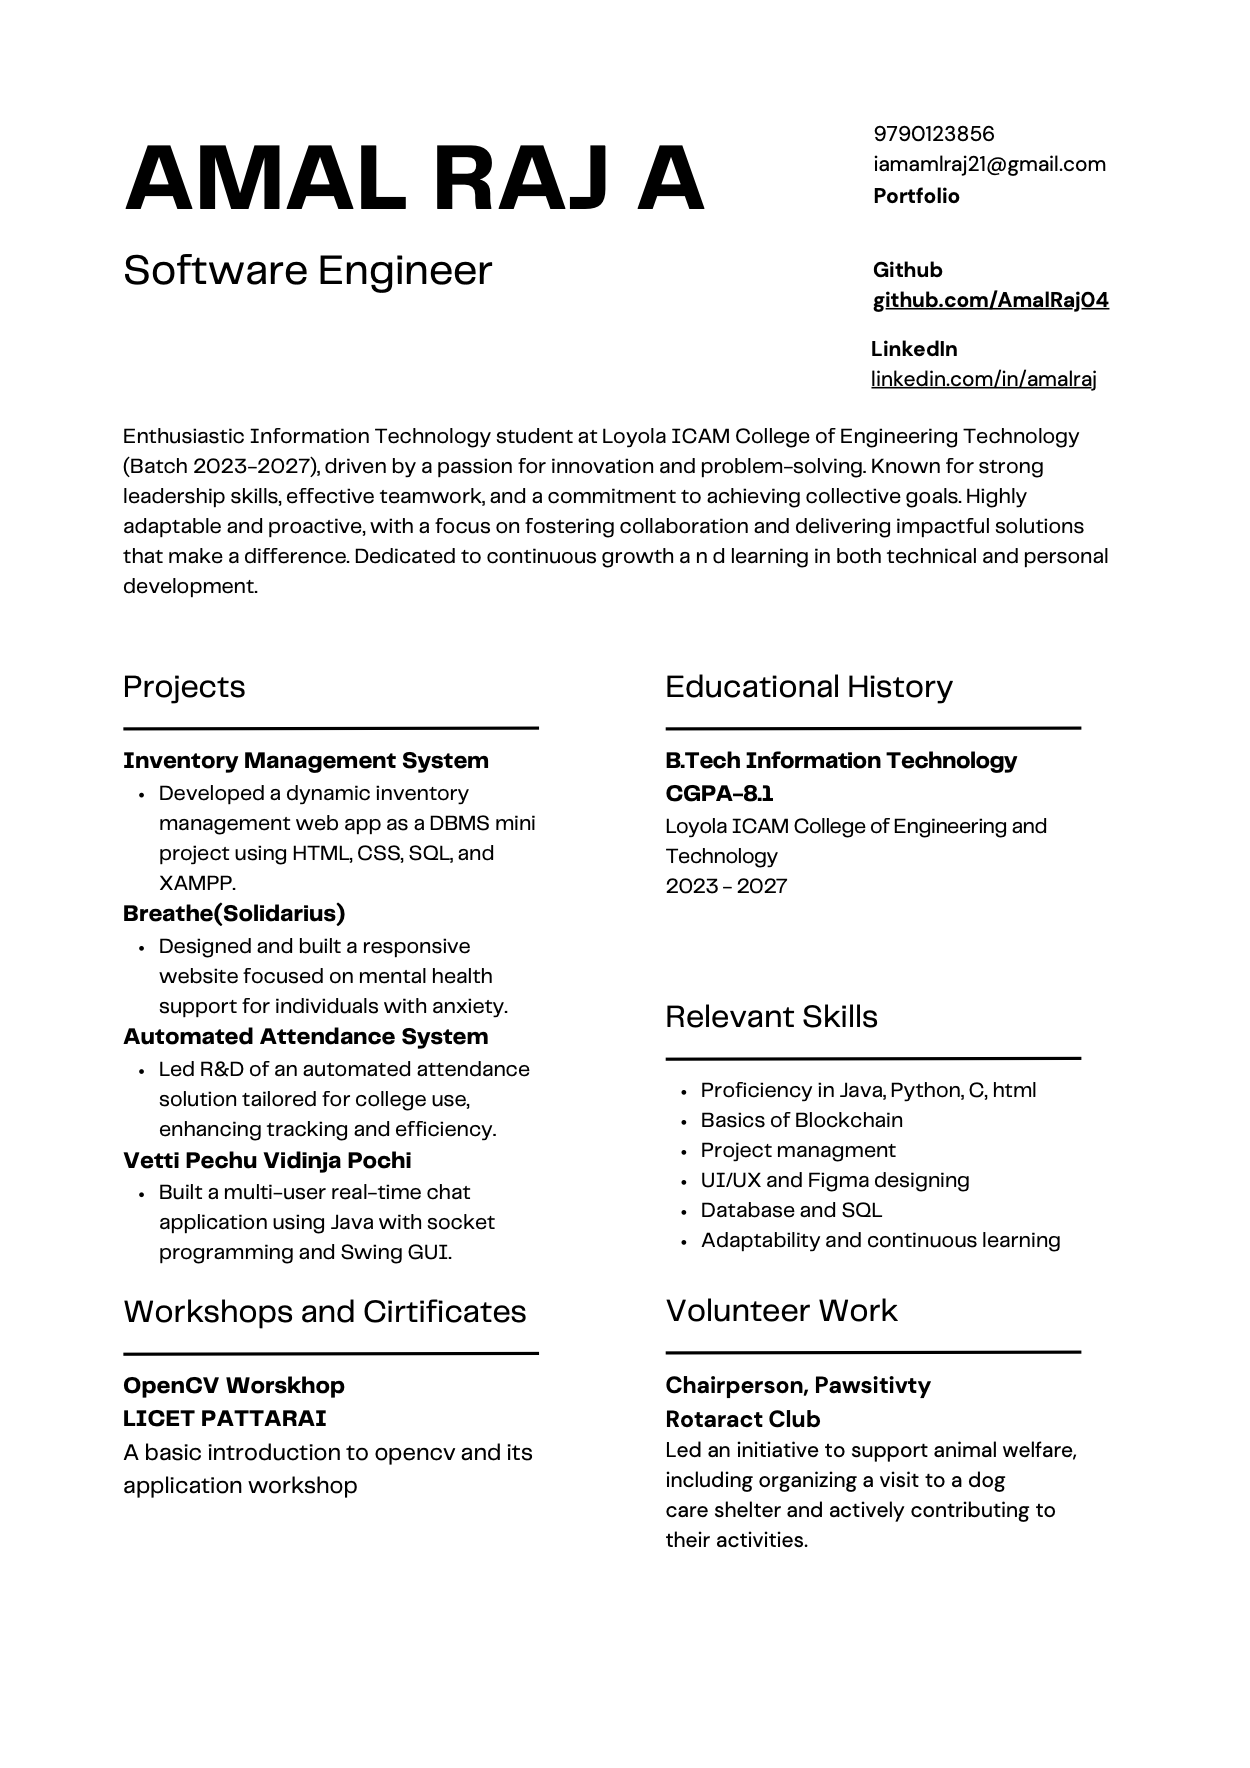 AMAL RAJ A
Software Engineer
9790123856
iamamlraj21@gmail.com
Portfolio
Github
github.com/AmalRaj04
LinkedIn
linkedin.com/in/amalraj
Enthusiastic Information Technology student at Loyola ICAM College of Engineering Technology
(Batch 2023-2027), driven by a passion for innovation and problem-solving. Known for strong
leadership skills, effective teamwork, and a commitment to achieving collective goals. Highly
adaptable and proactive, with a focus on fostering collaboration and delivering impactful solutions
that make a difference. Dedicated to continuous growth a n d learning in both technical and personal
development.
Projects
Inventory Management System
• Developed a dynamic inventory
management web app as a DBMS mini
project using HTML, CSS, SQL, and
XAMPP.
Breathe(Solidarius)
• Designed and built a responsive
website focused on mental health
support for individuals with anxiety.
Automated Attendance System
• Led R&D of an automated attendance
solution tailored for college use,
enhancing tracking and efficiency.
Vetti Pechu Vidinja Pochi
• Built a multi-user real-time chat
application using Java with socket
programming and Swing GUI.
Workshops and Cirtificates
OpenCV Worskhop
LICET PATTARAI
A basic introduction to opencv and its
application workshop
Educational History
B.Tech Information Technology
CGPA-8.1
Loyola ICAM College of Engineering and
Technology
2023 - 2027
Relevant Skills
• Proficiency in Java, Python, C, html
• Basics of Blockchain
• Project managment
• UI/UX and Figma designing
• Database and SQL
• Adaptability and continuous learning
Volunteer Work
Chairperson, Pawsitivty
Rotaract Club
Led an initiative to support animal welfare,
including organizing a visit to a dog
care shelter and actively contributing to
their activities.